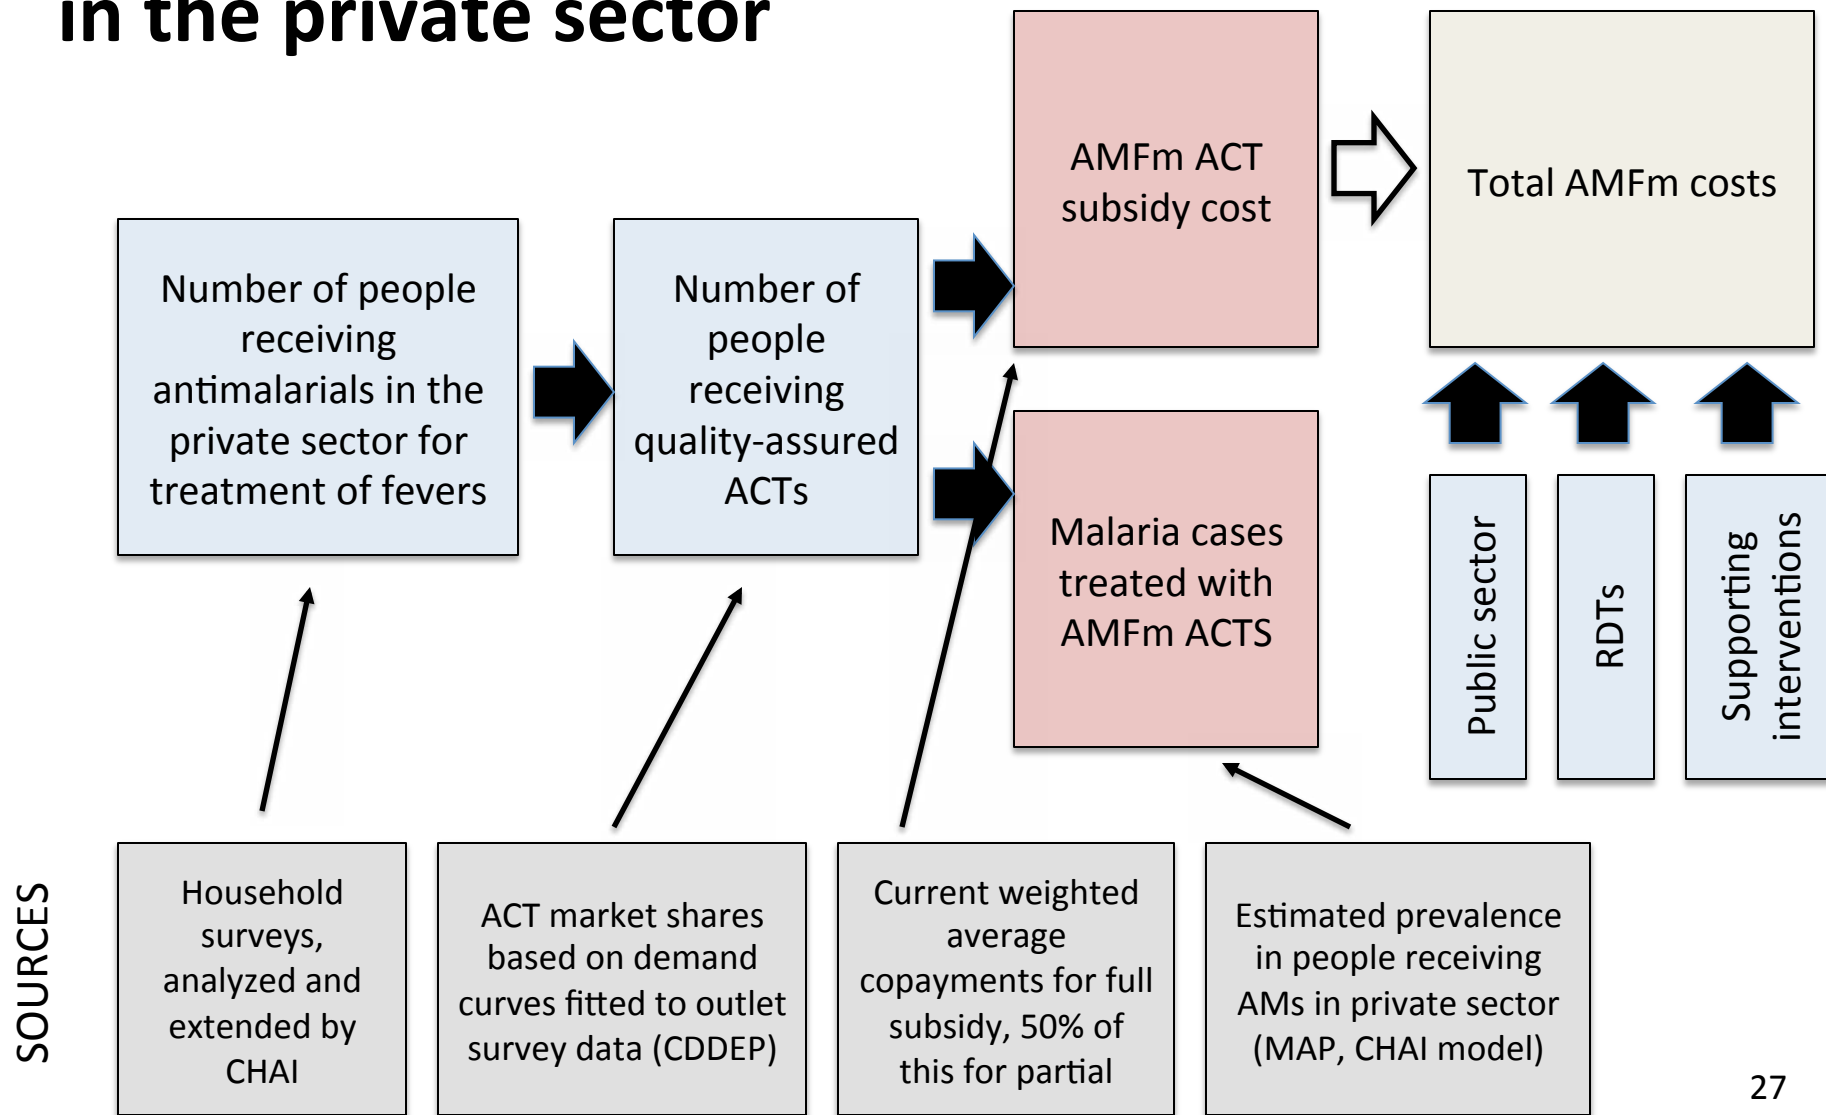 in the private sector
AMFm ACT
subsidy cost
Total AMFm costs
Number of people
receiving
antimalarials in the
private sector for
treatment of fevers
Number of
people
receiving
quality-assured
ACTs
Malaria cases
treated with
AMFm ACTS
Public sector
RDTs
Supporting
interventions
SOURCES
Household
surveys,
analyzed and
extended by
CHAI
ACT market shares
based on demand
curves fitted to outlet
survey data (CDDEP)
Current weighted
average
copayments for full
subsidy, 50% of
this for partial
Estimated prevalence
in people receiving
AMs in private sector
(MAP, CHAI model)
27